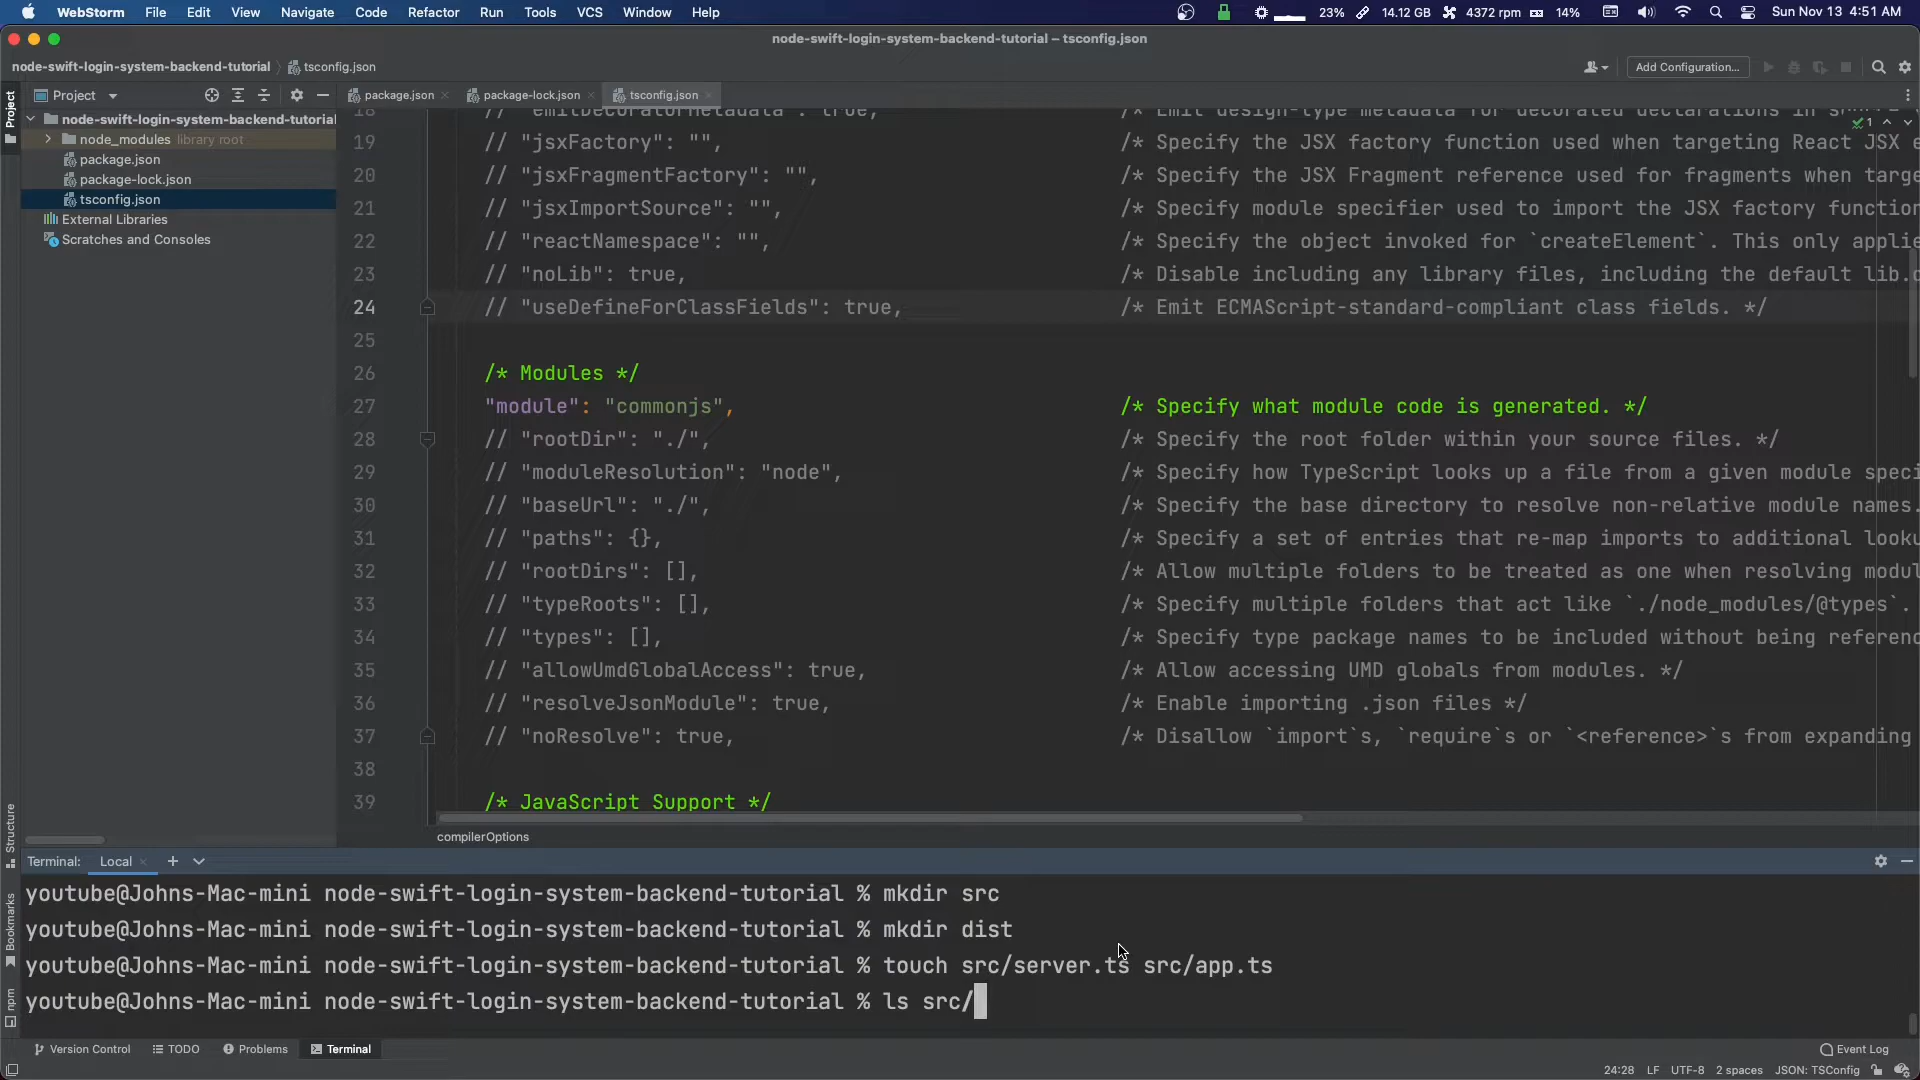 WebStorm File Edit View Navigate Code Refactor Run Tools VCS Window Help 23% 14.12 GB 4372 rpm 14% Sun Nov 13 4:51 AM
node-swift-login-system-backend-tutorial – tsconfig.json
node-swift-login-system-backend-tutorial tsconfig.json Add Configuration...
Project package.json package-lock.json tsconfig.json
Project
node-swift-login-system-backend-tutorial
node_modules library root
package.json
package-lock.json
tsconfig.json
External Libraries
Scratches and Consoles
18 // "emitDecoratorMetadata": true, /* Emit design-type metadata for decorated declarations in s
1
19 // "jsxFactory": "", /* Specify the JSX factory function used when targeting React JSX e
20 // "jsxFragmentFactory": "", /* Specify the JSX Fragment reference used for fragments when targe
21 // "jsxImportSource": "", /* Specify module specifier used to import the JSX factory function
22 // "reactNamespace": "", /* Specify the object invoked for `createElement`. This only applie
23 // "noLib": true, /* Disable including any library files, including the default lib.d
24 // "useDefineForClassFields": true, /* Emit ECMAScript-standard-compliant class fields. */
25
26 /* Modules */
27 "module": "commonjs", /* Specify what module code is generated. */
28 // "rootDir": "./", /* Specify the root folder within your source files. */
29 // "moduleResolution": "node", /* Specify how TypeScript looks up a file from a given module speci
30 // "baseUrl": "./", /* Specify the base directory to resolve non-relative module names.
31 // "paths": {}, /* Specify a set of entries that re-map imports to additional looku
32 // "rootDirs": [], /* Allow multiple folders to be treated as one when resolving modul
33 // "typeRoots": [], /* Specify multiple folders that act like `./node_modules/@types`.
34 // "types": [], /* Specify type package names to be included without being referenc
35 // "allowUmdGlobalAccess": true, /* Allow accessing UMD globals from modules. */
36 // "resolveJsonModule": true, /* Enable importing .json files */
37 // "noResolve": true, /* Disallow `import`s, `require`s or `<reference>`s from expanding
38
39 /* JavaScript Support */
compilerOptions
Structure
Bookmarks
npm
Terminal: Local
youtube@Johns-Mac-mini node-swift-login-system-backend-tutorial % mkdir src
youtube@Johns-Mac-mini node-swift-login-system-backend-tutorial % mkdir dist
youtube@Johns-Mac-mini node-swift-login-system-backend-tutorial % touch src/server.ts src/app.ts
youtube@Johns-Mac-mini node-swift-login-system-backend-tutorial % ls src/
Version Control TODO Problems Terminal Event Log
24:28 LF UTF-8 2 spaces JSON: TSConfig